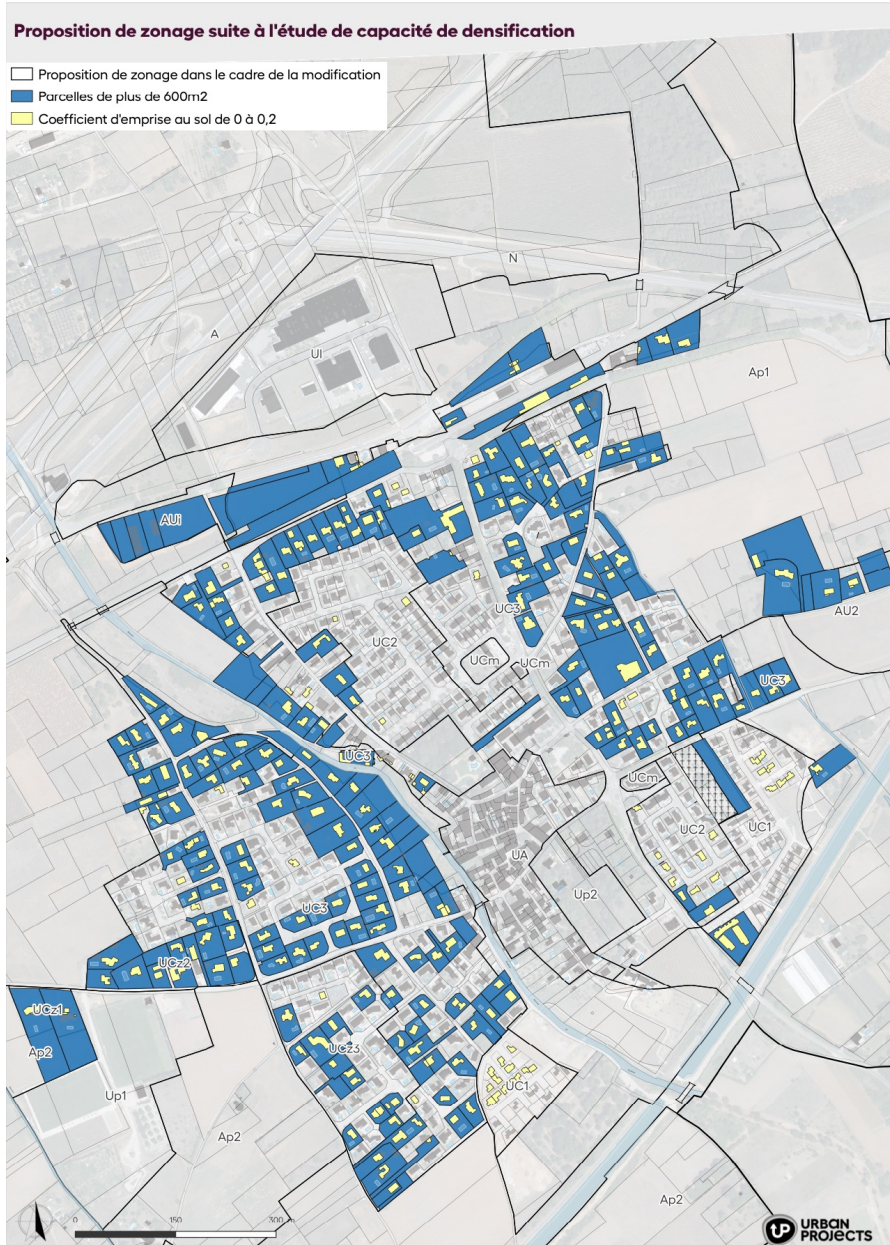 Proposition de zonage suite à l'étude de capacité de densification
Proposition de zonage dans le cadre de la modification
Parcelles de plus de 600m2
Coefficient d'emprise au sol de 0 à 0,2
N
A
UI
Ap1
AUi
UC3
AU2
UC2
UCm
UCm
UC3
UC3
UCm
UC2
UC1
UA
Up2
UC3
UCz2
UCz1
Ap2
UCz3
UC1
Up1
Ap2
Ap2
0 150 300 m
UP URBAN
PROJECTS